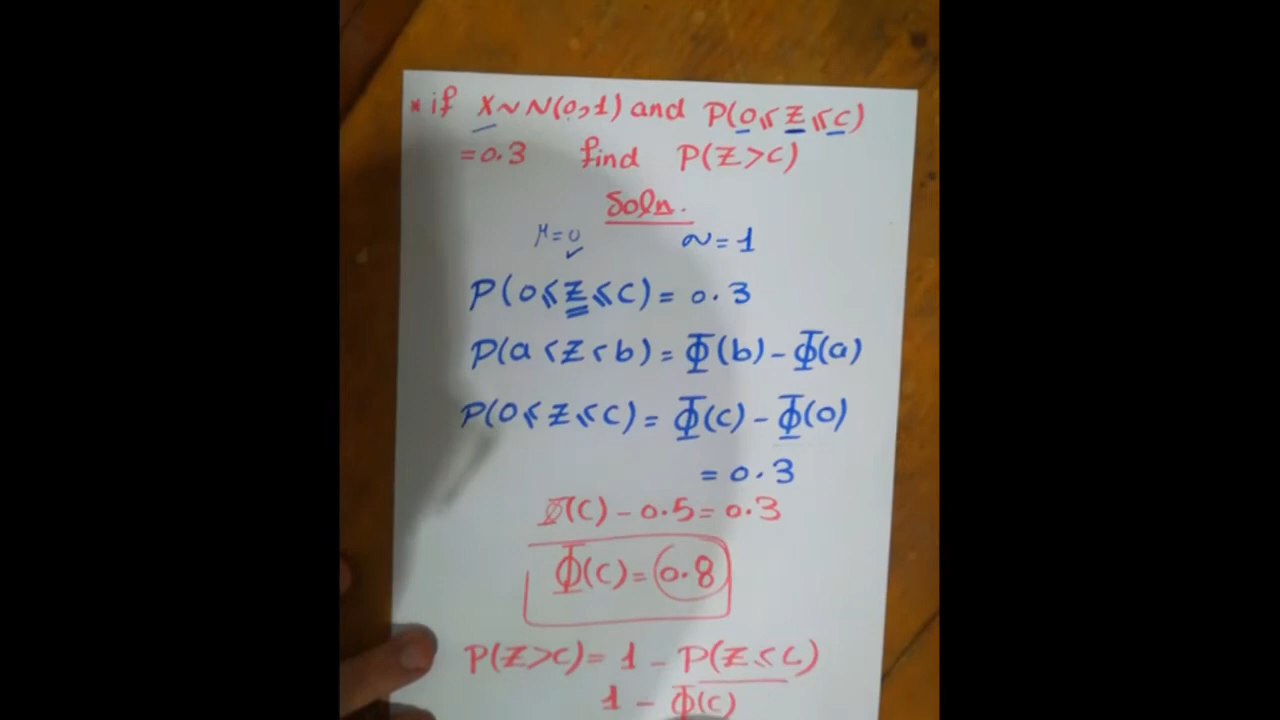 * if X ~ N(0,1) and P(0⩽Z⩽C)
= 0.3 find P(Z>C)
Soln.
μ=0 ~ = 1
P(0⩽Z⩽C) = 0.3
P(a<Z<b) = Φ(b) - Φ(a)
P(0⩽Z⩽C) = Φ(C) - Φ(0)
= 0.3
Φ(C) - 0.5 = 0.3
Φ(C) = 0.8
P(Z>C) = 1 - P(Z⩽C)
1 - Φ(C)